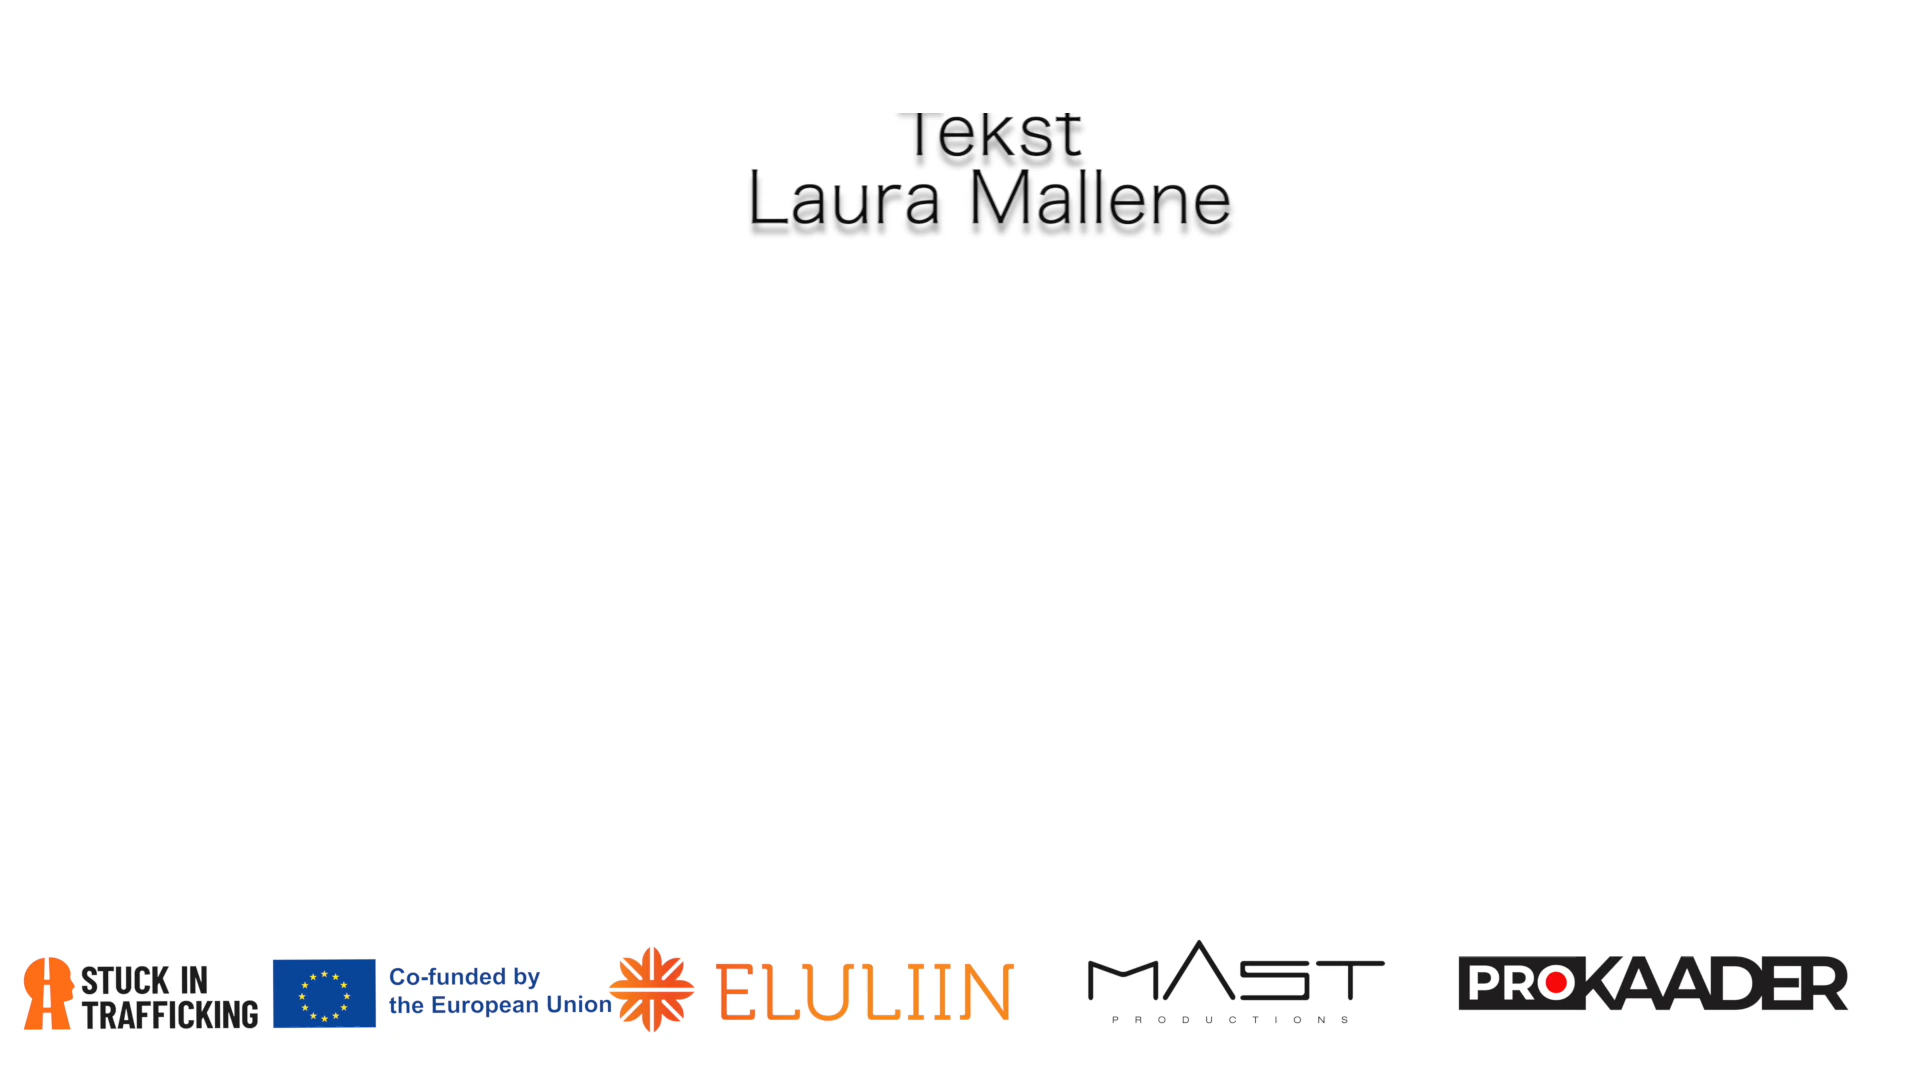 Tekst
Laura Mallene
STUCK IN
TRAFFICKING
Co-funded by
the European Union
ELULIIN
MAST
PRODUCTIONS
PROKAADER